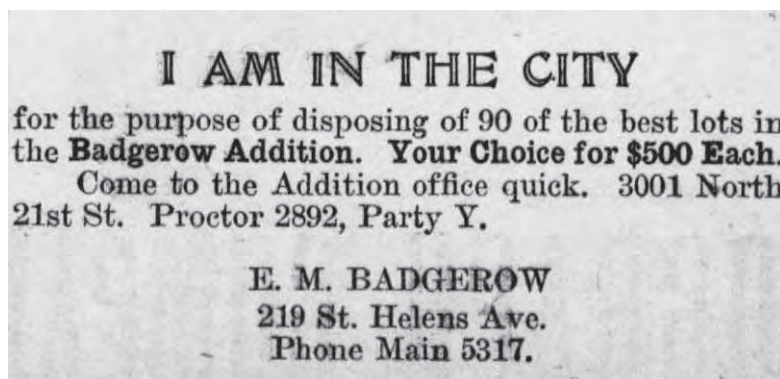 I AM IN THE CITY
for the purpose of disposing of 90 of the best lots in
the Badgerow Addition. Your Choice for $500 Each.
Come to the Addition office quick. 3001 North
21st St. Proctor 2892, Party Y.
E. M. BADGEROW
219 St. Helens Ave.
Phone Main 5317.